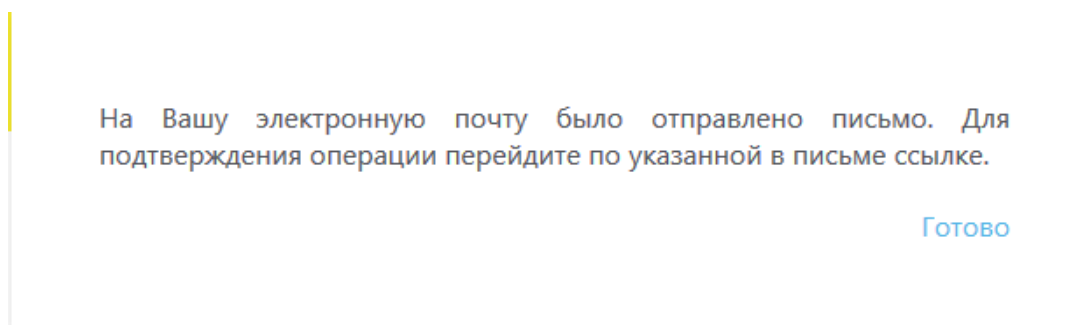 На Вашу электронную почту было отправлено письмо. Для
подтверждения операции перейдите по указанной в письме ссылке.
Готово